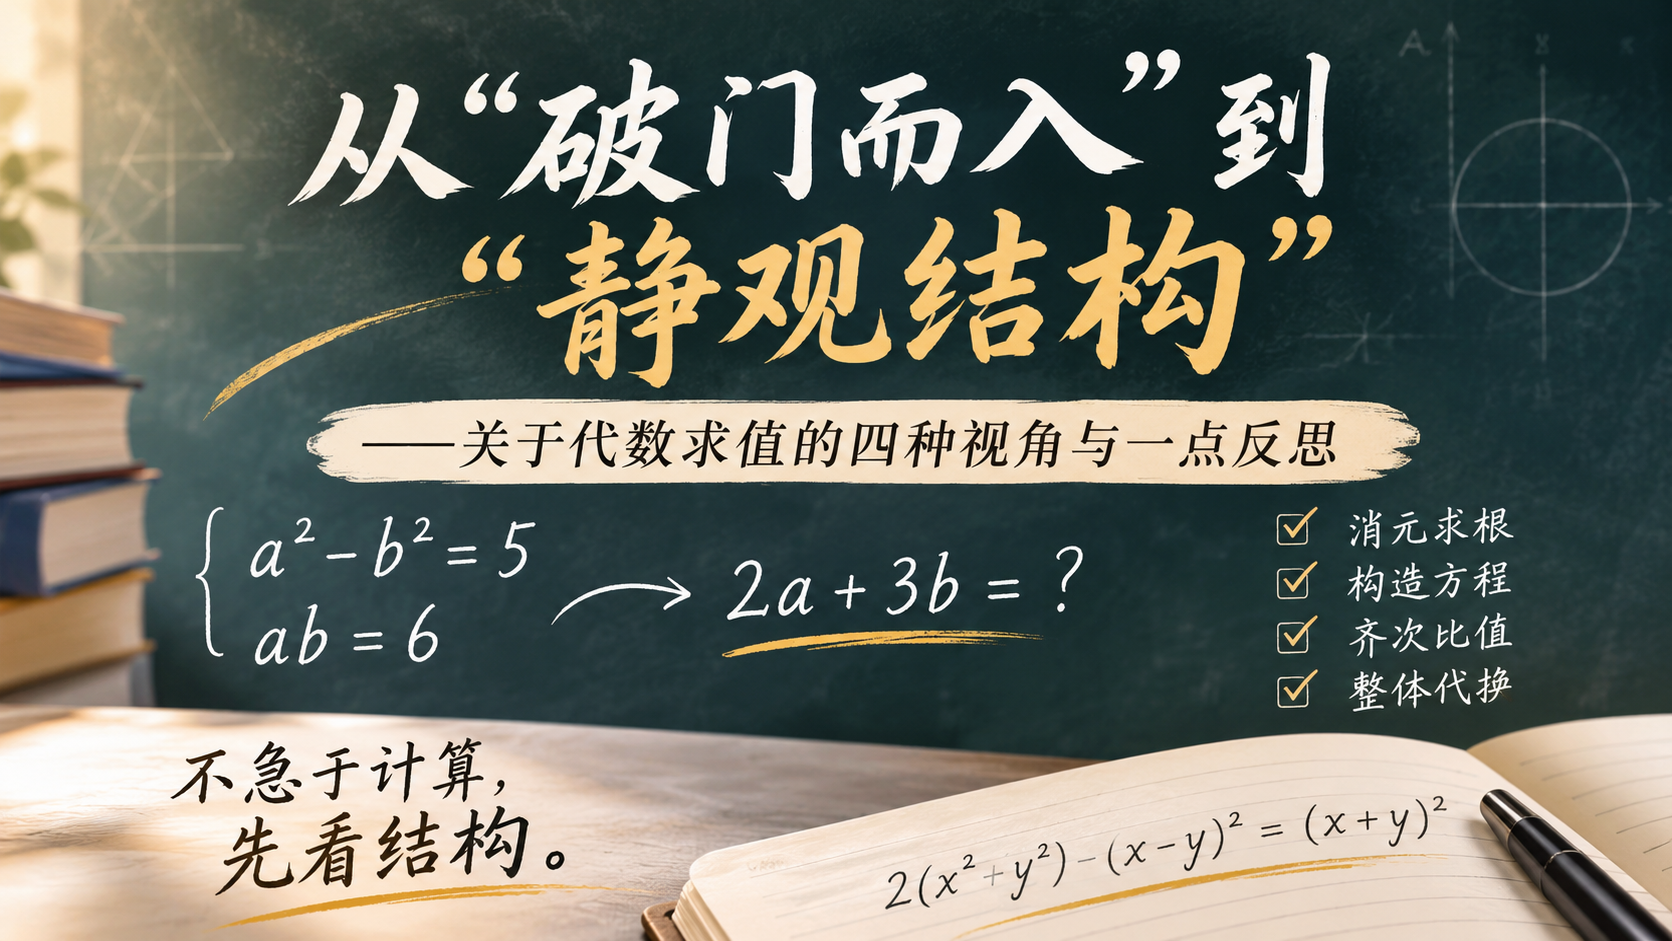 从“破门而入”到
“静观结构”
——关于代数求值的四种视角与一点反思
a² − b² = 5
ab = 6
2a + 3b = ?
消元求根
构造方程
齐次比值
整体代换
不急于计算，
先看结构。
2(x² + y²) − (x − y)² = (x + y)²